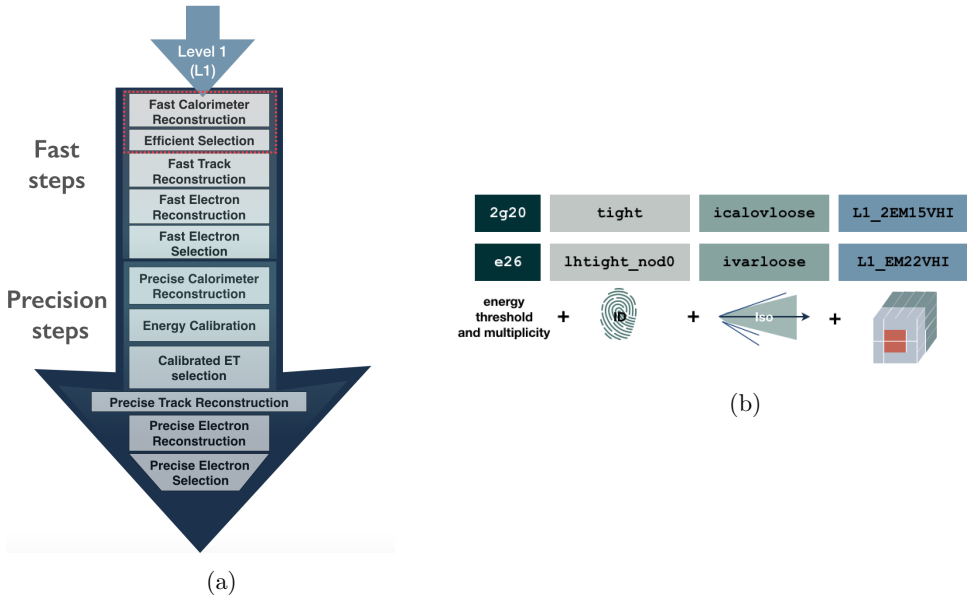 Level 1
(L1)
Fast
steps
Fast Calorimeter
Reconstruction
Efficient Selection
Fast Track
Reconstruction
Fast Electron
Reconstruction
Fast Electron
Selection
Precision
steps
Precise Calorimeter
Reconstruction
Energy Calibration
Calibrated ET
selection
Precise Track Reconstruction
Precise Electron
Reconstruction
Precise Electron
Selection
(a)
2g20 tight icalovloose L1_2EM15VHI
e26 lhtight_nod0 ivarloose L1_EM22VHI
energy
threshold
and multiplicity
+ ID + Iso +
(b)